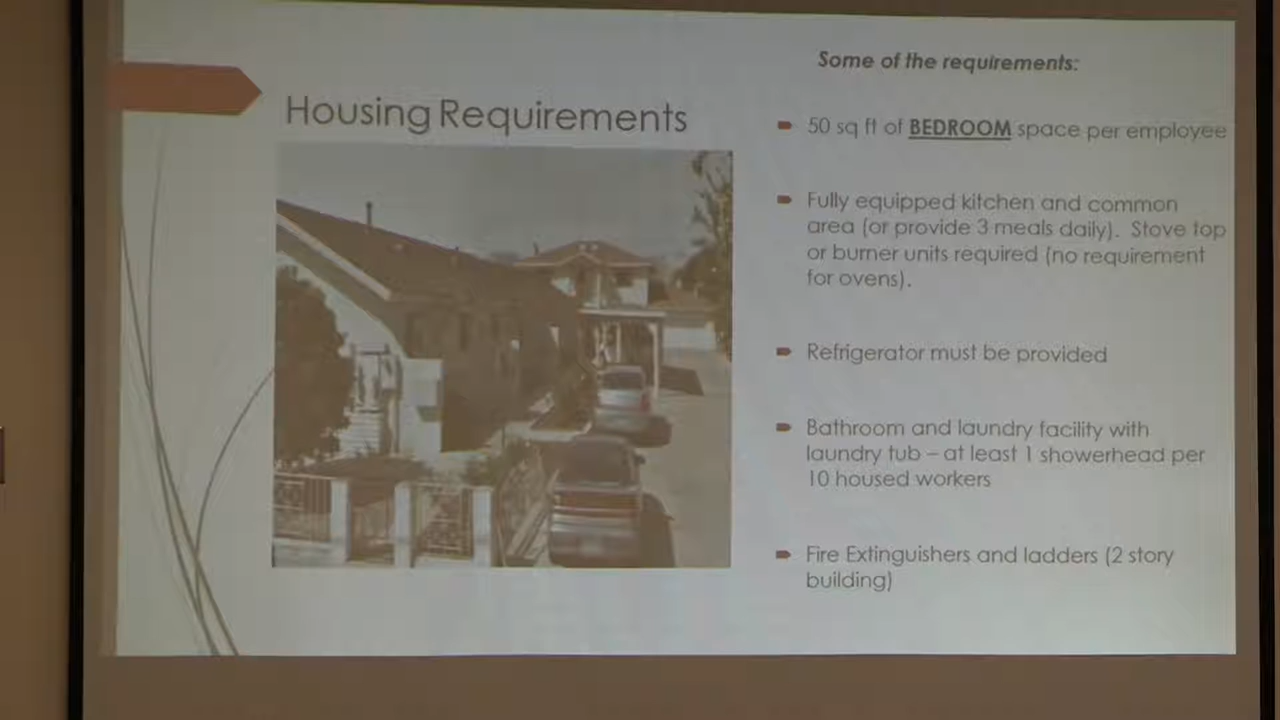 Some of the requirements:
Housing Requirements
50 sq ft of BEDROOM space per employee
Fully equipped kitchen and common
area (or provide 3 meals daily). Stove top
or burner units required (no requirement
for ovens).
Refrigerator must be provided
Bathroom and laundry facility with
laundry tub – at least 1 showerhead per
10 housed workers
Fire Extinguishers and ladders (2 story
building)